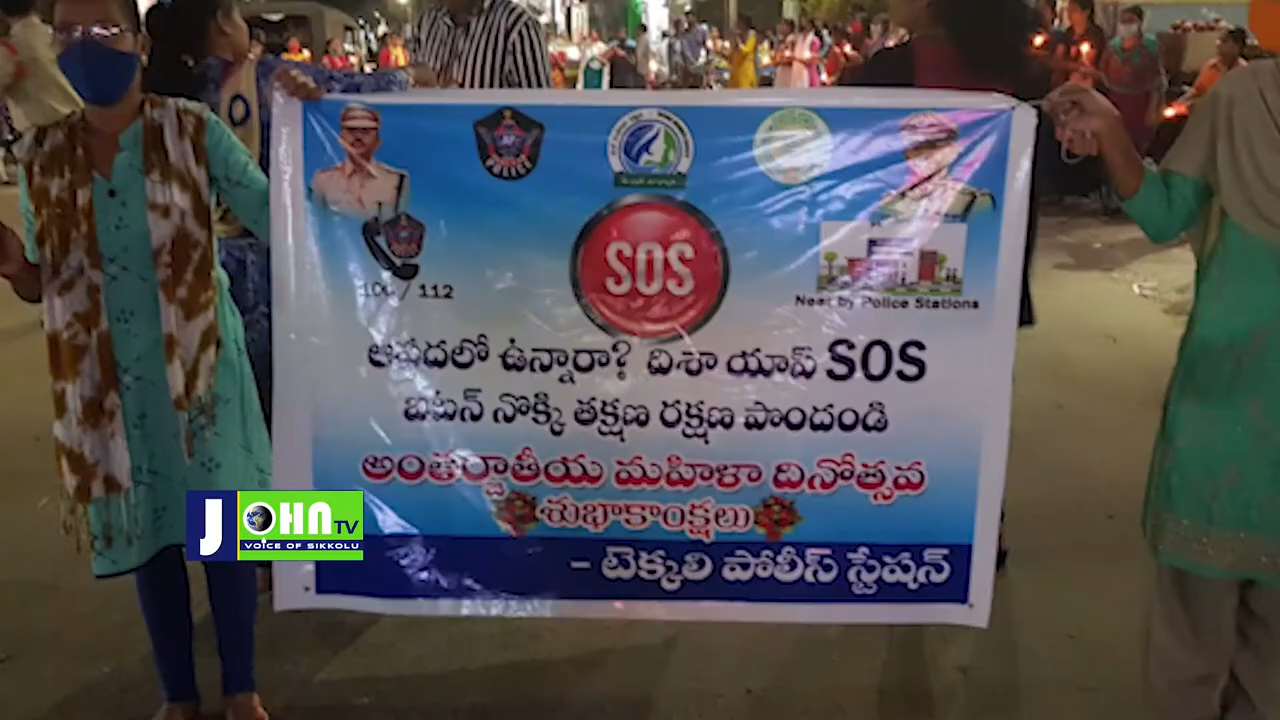 POLICE
SOS
100 / 112
Near by Police Stations
ఆపదలో ఉన్నారా? దిశా యాప్ SOS
బటన్ నొక్కి తక్షణ రక్షణ పొందండి
అంతర్జాతీయ మహిళా దినోత్సవ
శుభాకాంక్షలు
- టెక్కలి పోలీస్ స్టేషన్
JOHN TV
VOICE OF SIKKOLU